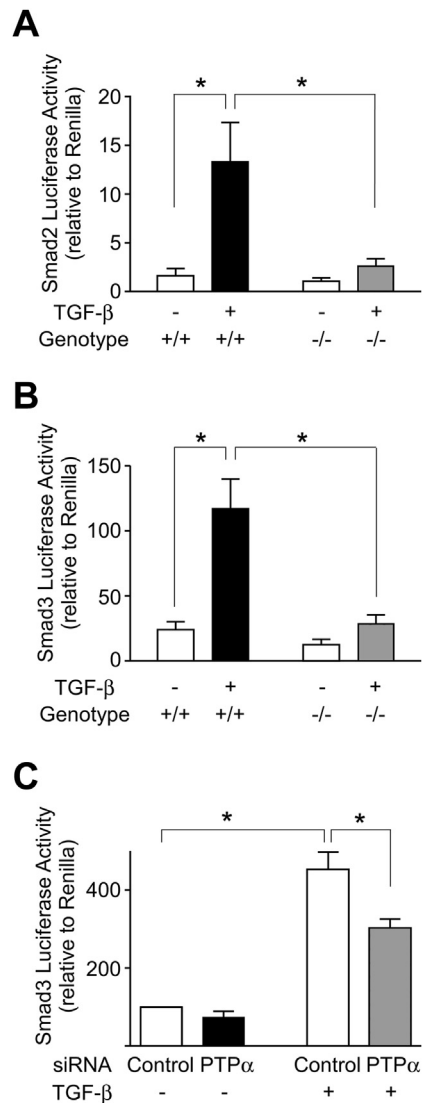 A
Smad2 Luciferase Activity
(relative to Renilla)
20
15
10
5
0
* *
TGF-β - + - +
Genotype +/+ +/+ -/- -/-
B
Smad3 Luciferase Activity
(relative to Renilla)
150
100
50
0
* *
TGF-β - + - +
Genotype +/+ +/+ -/- -/-
C
Smad3 Luciferase Activity
(relative to Renilla)
400
200
* *
siRNA Control PTPα Control PTPα
TGF-β - - + +